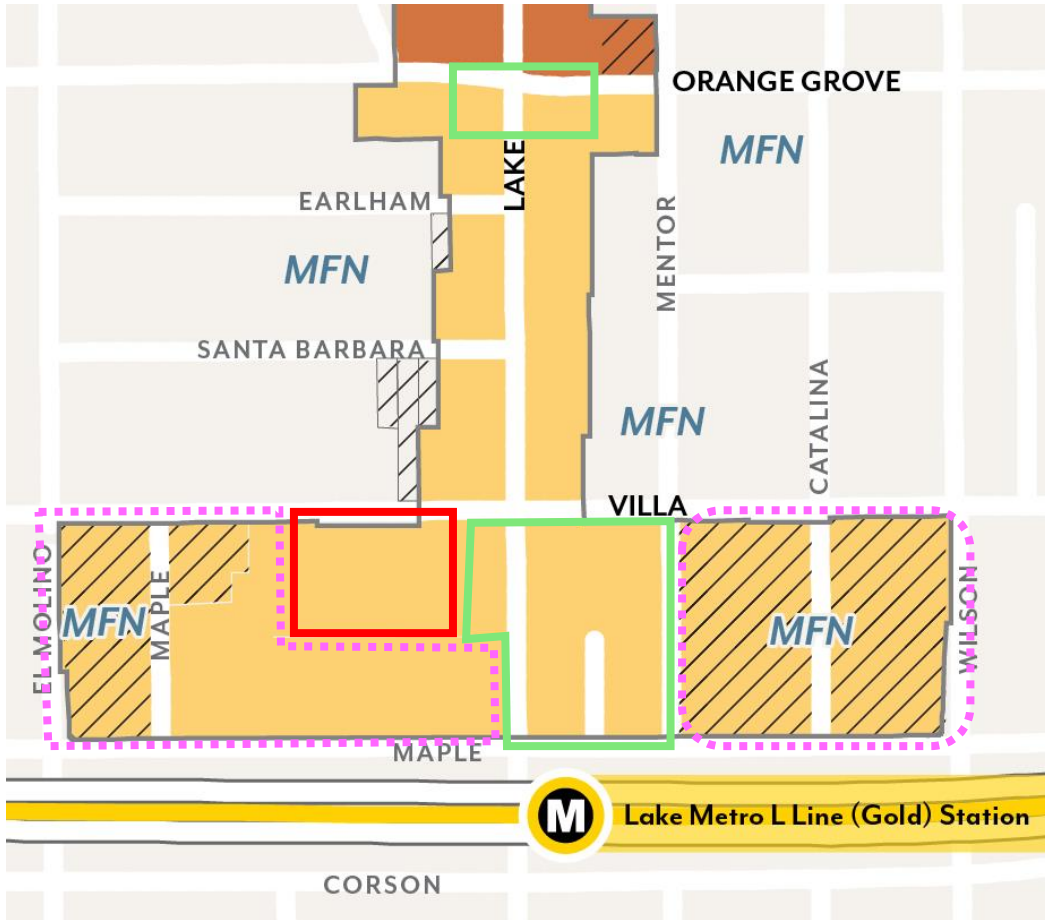 ORANGE GROVE
MFN
LAKE
EARLHAM
MENTOR
MFN
SANTA BARBARA
CATALINA
MFN
VILLA
EL MOLINO
MAPLE
MFN
MFN
WILSON
MAPLE
M
Lake Metro L Line (Gold) Station
CORSON